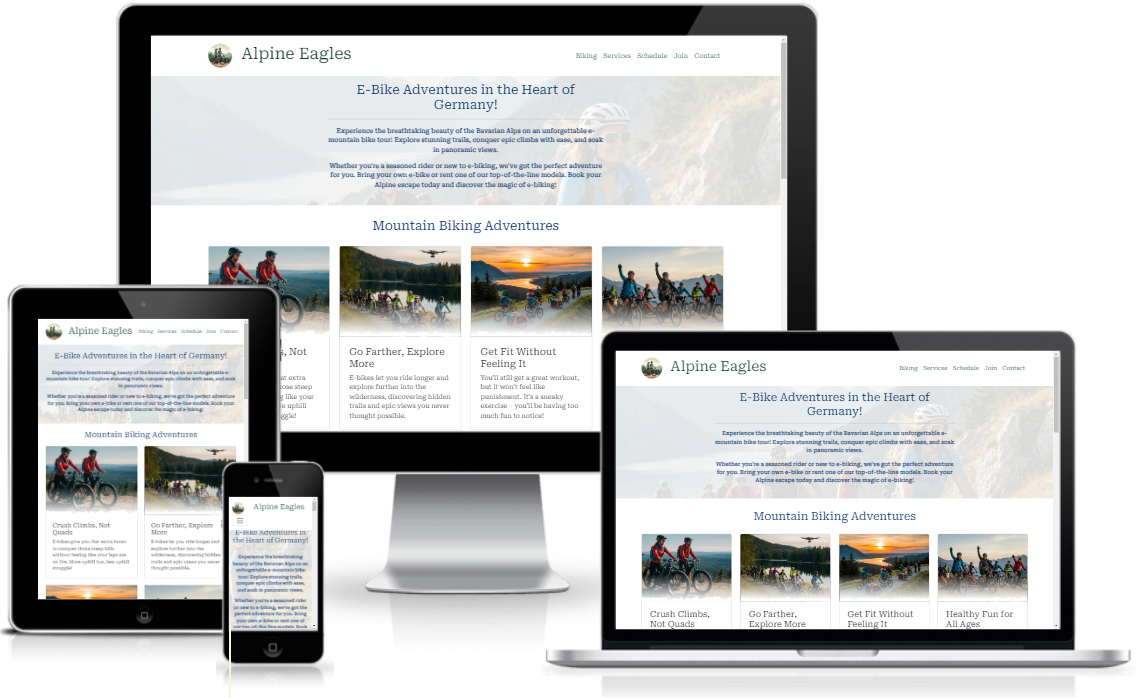 Alpine Eagles
Biking Services Schedule Join Contact
E-Bike Adventures in the Heart of
Germany!
Experience the breathtaking beauty of the Bavarian Alps on an unforgettable e-
mountain bike tour! Explore stunning trails, conquer epic climbs with ease, and soak
in panoramic views.
Whether you're a seasoned rider or new to e-biking, we've got the perfect adventure
for you. Bring your own e-bike or rent one of our top-of-the-line models. Book your
Alpine escape today and discover the magic of e-biking!
Mountain Biking Adventures
s, Not
at extra
ose steep
g like your
e uphill
ggle!
Go Farther, Explore
More
E-bikes let you ride longer and
explore further into the
wilderness, discovering hidden
trails and epic views you never
thought possible.
Get Fit Without
Feeling It
You'll still get a great workout,
but it won't feel like
punishment. It's a sneaky
exercise – you'll be having too
much fun to notice!
Alpine Eagles
Biking Services Schedule Join Contact
E-Bike Adventures in the Heart of Germany!
Experience the breathtaking beauty of the Bavarian Alps on an unforgettable e-
mountain bike tour! Explore stunning trails, conquer epic climbs with ease, and soak
in panoramic views.
Whether you're a seasoned rider or new to e-biking, we've got the perfect adventure
for you. Bring your own e-bike or rent one of our top-of-the-line models. Book your
Alpine escape today and discover the magic of e-biking!
Mountain Biking Adventures
Crush Climbs, Not
Quads
E-bikes give you that extra boost
to conquer those steep hills
without feeling like your legs are
on fire. More uphill fun, less uphill
struggle!
Go Farther, Explore
More
E-bikes let you ride longer and
explore further into the
wilderness, discovering hidden
trails and epic views you never
thought possible.
Alpine Eagles
E-Bike Adventures in
the Heart of Germany!
Experience the breathtaking
beauty of the Bavarian Alps on an
unforgettable e-mountain bike
tour! Explore stunning trails,
conquer epic climbs with ease,
and soak in panoramic views.
Whether you're a seasoned rider
or new to e-biking, we've got the
perfect adventure for you. Bring
your own e-bike or rent one of
our top-of-the-line models. Book
Alpine Eagles
Biking Services Schedule Join Contact
E-Bike Adventures in the Heart of
Germany!
Experience the breathtaking beauty of the Bavarian Alps on an unforgettable e-
mountain bike tour! Explore stunning trails, conquer epic climbs with ease, and soak
in panoramic views.
Whether you're a seasoned rider or new to e-biking, we've got the perfect adventure
for you. Bring your own e-bike or rent one of our top-of-the-line models. Book your
Alpine escape today and discover the magic of e-biking!
Mountain Biking Adventures
Crush Climbs,
Not Quads
Go Farther,
Explore More
Get Fit Without
Feeling It
Healthy Fun for
All Ages